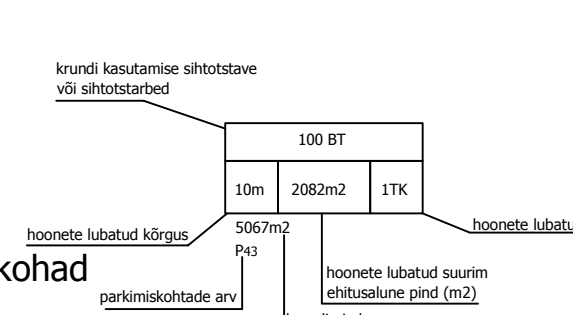 krundi kasutamise sihtotstave
või sihtotstarbed
100 BT
10m 2082m2 1TK
hoonete lubatud kõrgus
5067m2
hoonete
P43
kohad
hoonete lubatud suurim
ehitusalune pind (m2)
parkimiskohtade arv